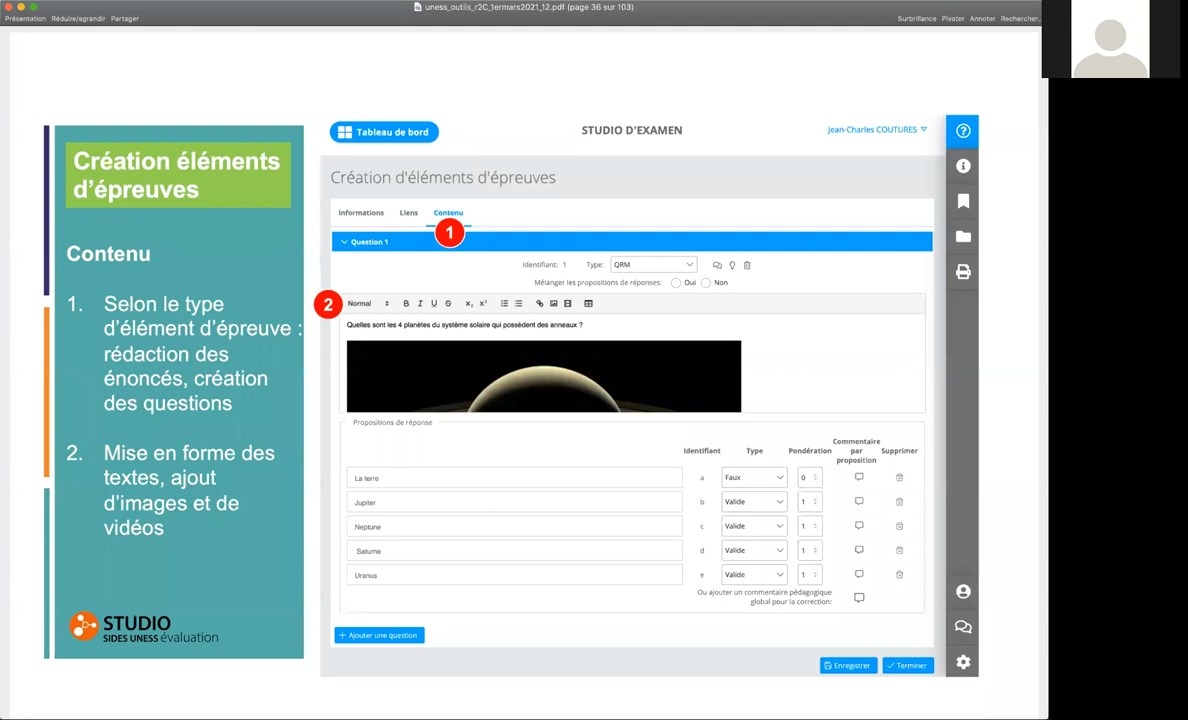 uness_outils_r2C_1ermars2021_12.pdf (page 36 sur 103)
Présentation Réduire/agrandir Partager
Surbrillance Pivoter Annoter Rechercher...
Création éléments
d'épreuves
Contenu
1. Selon le type
d'élément d'épreuve :
rédaction des
énoncés, création
des questions
2. Mise en forme des
textes, ajout
d'images et de
vidéos
STUDIO
SIDES UNESS évaluation
Tableau de bord
STUDIO D'EXAMEN
Jean-Charles COUTURES
Création d'éléments d'épreuves
Informations Liens Contenu
1
Question 1
Identifiant: 1 Type: QRM
Mélanger les propositions de réponses: Oui Non
2
Normal B I U S X₂ X² 
Quelles sont les 4 planètes du système solaire qui possèdent des anneaux ?
Propositions de réponse
Identifiant Type Pondération Commentaire par proposition Supprimer
La terre a Faux 0
Jupiter b Valide 1
Neptune c Valide 1
Saturne d Valide 1
Uranus e Valide 1
Ou ajouter un commentaire pédagogique
global pour la correction:
+ Ajouter une question
Enregistrer Terminer